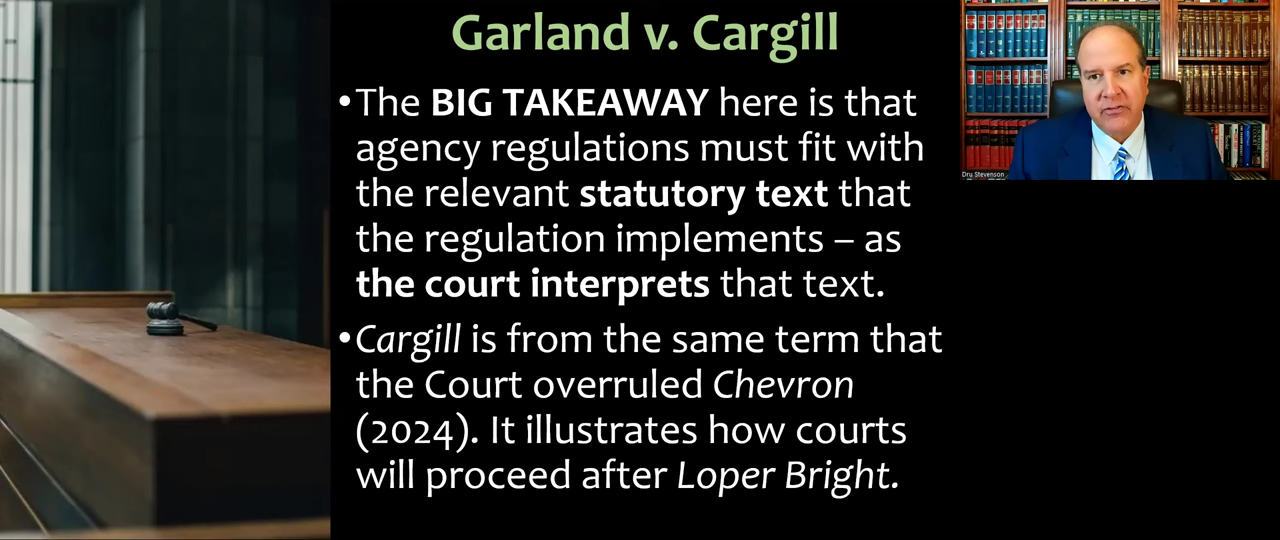 Garland v. Cargill
•The BIG TAKEAWAY here is that
agency regulations must fit with
the relevant statutory text that
the regulation implements – as
the court interprets that text.
•Cargill is from the same term that
the Court overruled Chevron
(2024). It illustrates how courts
will proceed after Loper Bright.
Dru Stevenson